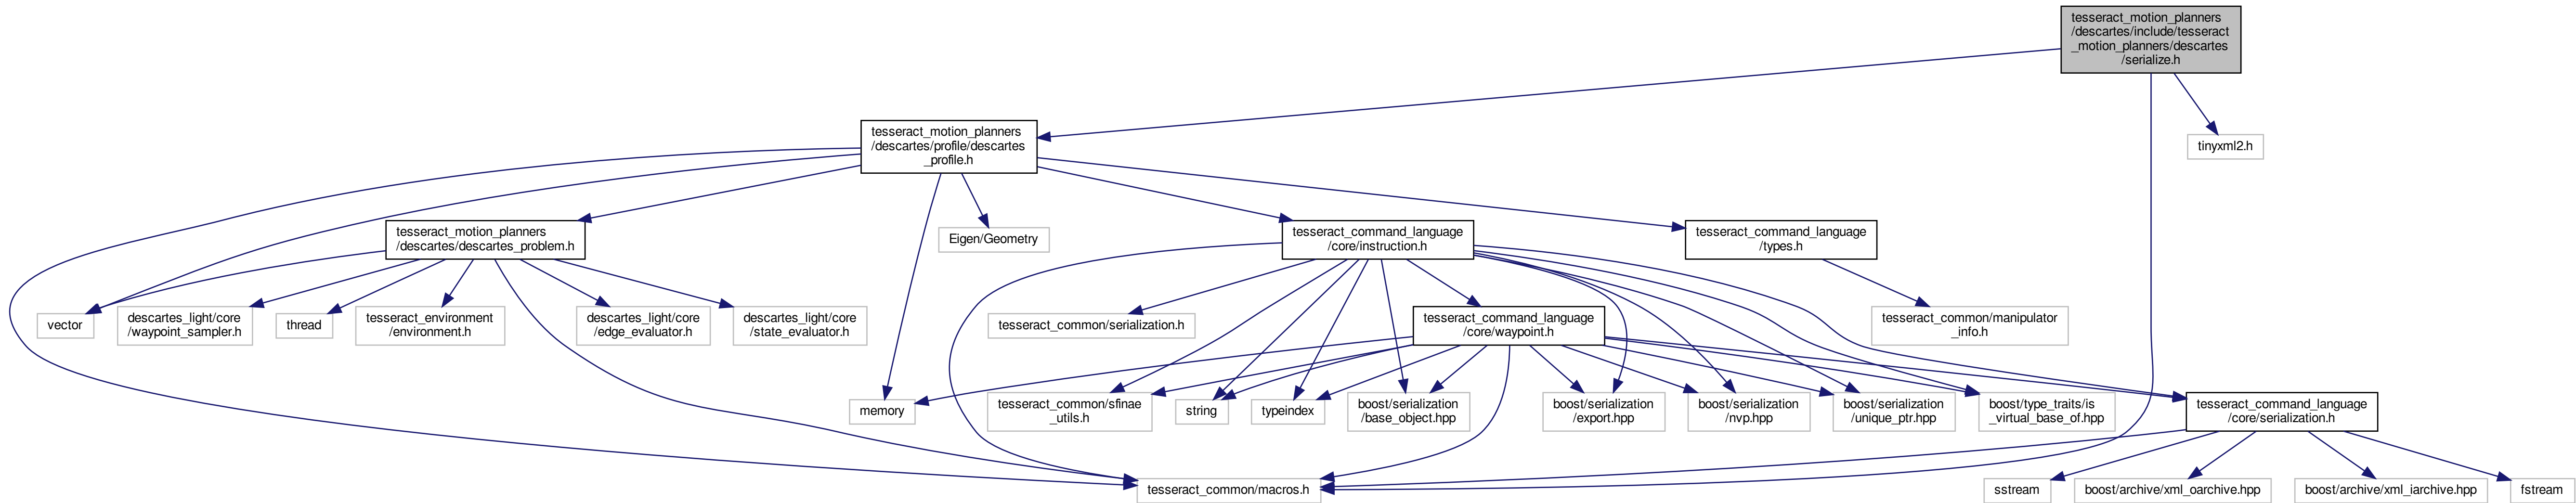 tesseract_motion_planners
/descartes/include/tesseract
_motion_planners/descartes
/serialize.h
tesseract_motion_planners
/descartes/profile/descartes
_profile.h
tinyxml2.h
tesseract_motion_planners
/descartes/descartes_problem.h
Eigen/Geometry
tesseract_command_language
/core/instruction.h
tesseract_command_language
/types.h
vector
descartes_light/core
/waypoint_sampler.h
thread
tesseract_environment
/environment.h
descartes_light/core
/edge_evaluator.h
descartes_light/core
/state_evaluator.h
tesseract_common/serialization.h
tesseract_command_language
/core/waypoint.h
tesseract_common/manipulator
_info.h
memory
tesseract_common/sfinae
_utils.h
string
typeindex
boost/serialization
/base_object.hpp
boost/serialization
/export.hpp
boost/serialization
/nvp.hpp
boost/serialization
/unique_ptr.hpp
boost/type_traits/is
_virtual_base_of.hpp
tesseract_command_language
/core/serialization.h
tesseract_common/macros.h
sstream
boost/archive/xml_oarchive.hpp
boost/archive/xml_iarchive.hpp
fstream